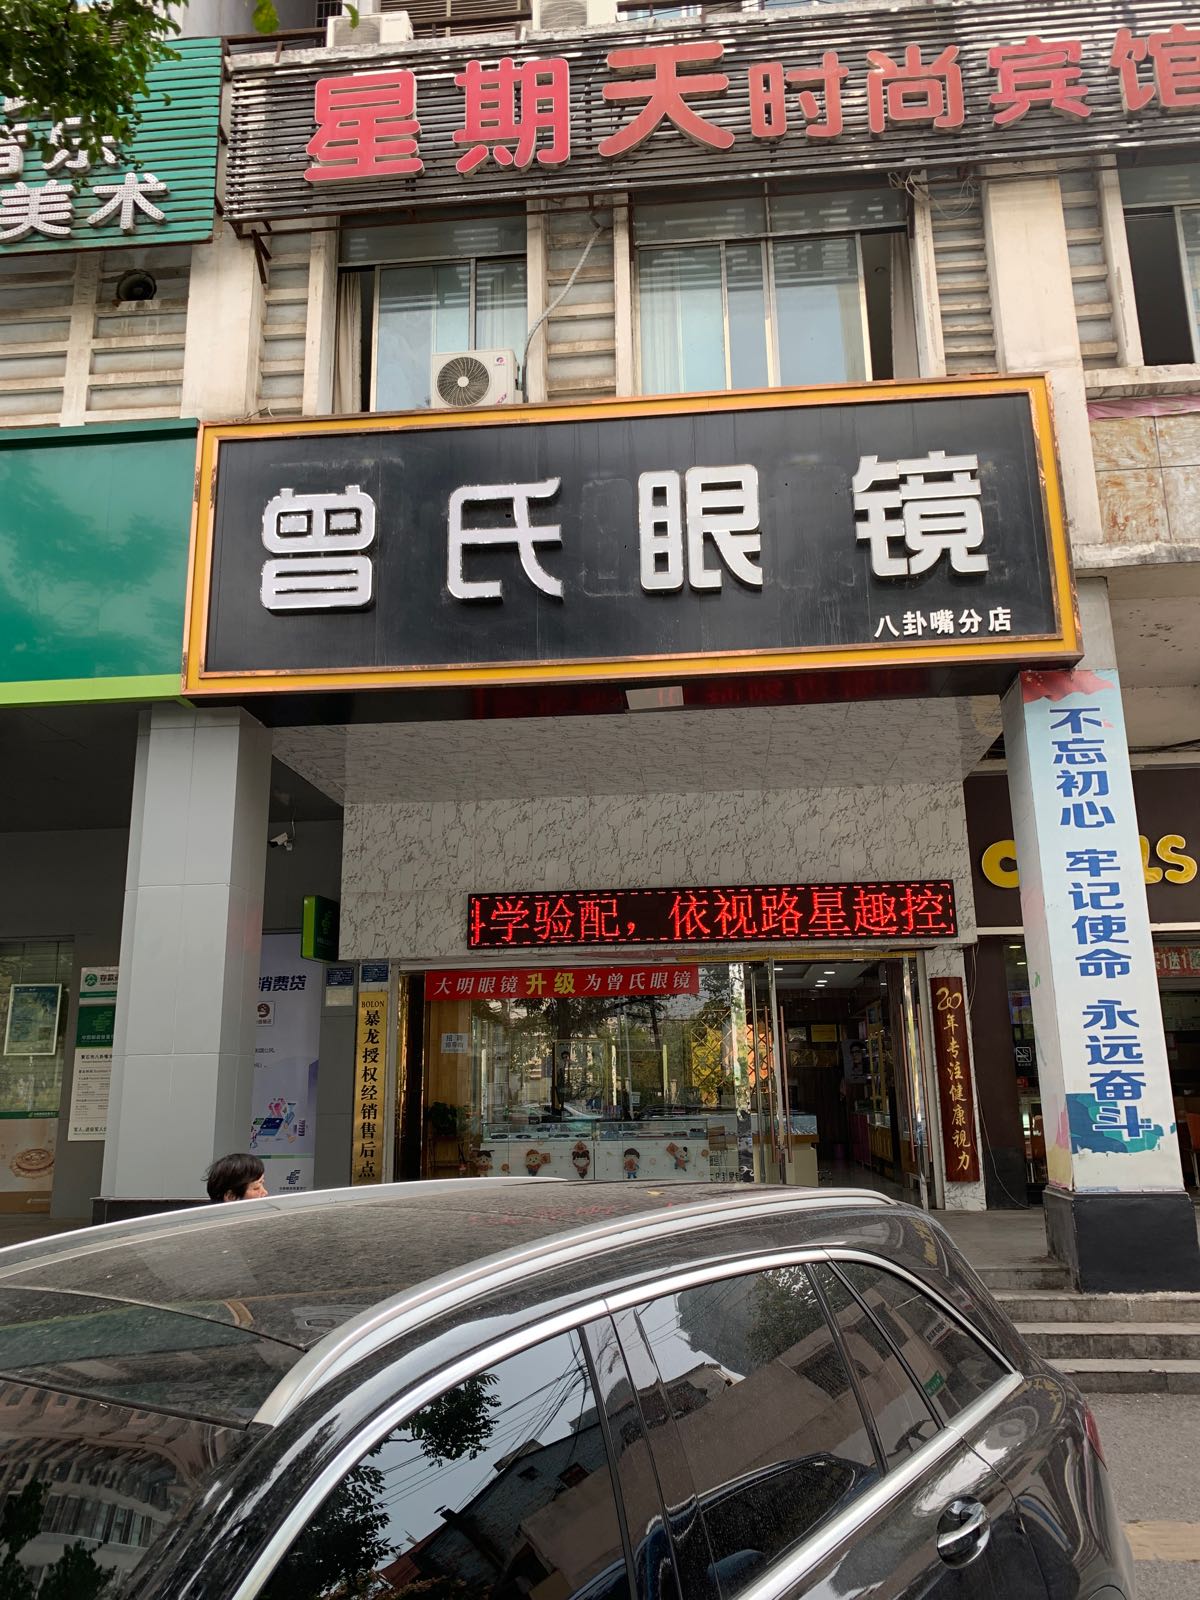 星期天时尚宾馆
音乐
美术
曾氏眼镜
八卦嘴分店
不忘初心 牢记使命 永远奋斗
学验配，依视路星趣控
大明眼镜升级为曾氏眼镜
消费贷
BOLON
暴龙授权经销售后点
20年专注健康视力